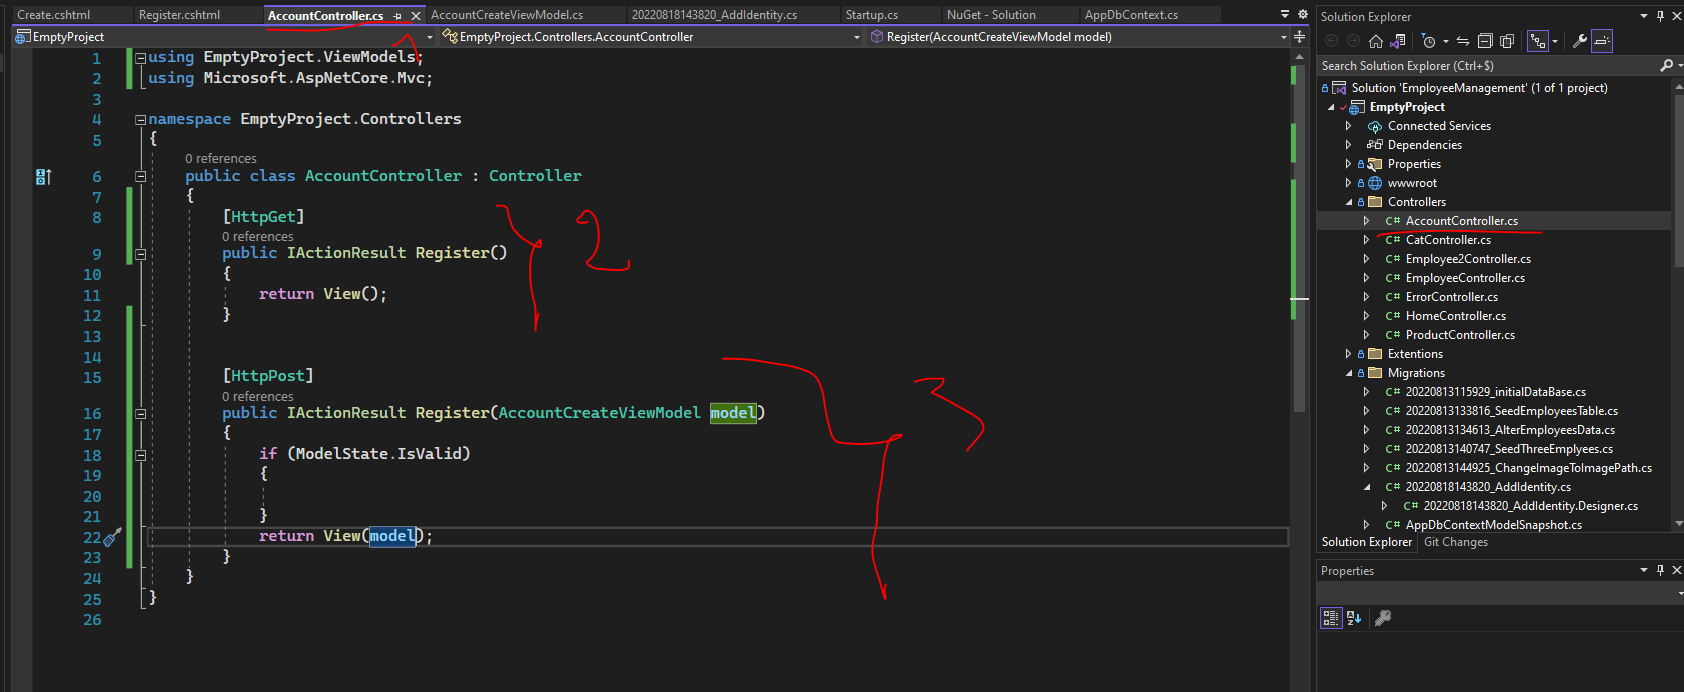 Create.cshtml Register.cshtml AccountController.cs AccountCreateViewModel.cs 20220818143820_AddIdentity.cs Startup.cs NuGet - Solution AppDbContext.cs
EmptyProject EmptyProject.Controllers.AccountController Register(AccountCreateViewModel model)
1 using EmptyProject.ViewModels;
2 using Microsoft.AspNetCore.Mvc;
3
4 namespace EmptyProject.Controllers
5 {
0 references
6 public class AccountController : Controller
7 {
8 [HttpGet]
0 references
9 public IActionResult Register()
10 {
11 return View();
12 }
13
14
15 [HttpPost]
0 references
16 public IActionResult Register(AccountCreateViewModel model)
17 {
18 if (ModelState.IsValid)
19 {
20
21 }
22 return View(model);
23 }
24 }
25 }
26
2
3
Solution Explorer
Search Solution Explorer (Ctrl+$)
Solution 'EmployeeManagement' (1 of 1 project)
EmptyProject
Connected Services
Dependencies
Properties
wwwroot
Controllers
C# AccountController.cs
C# CatController.cs
C# Employee2Controller.cs
C# EmployeeController.cs
C# ErrorController.cs
C# HomeController.cs
C# ProductController.cs
Extentions
Migrations
C# 20220813115929_initialDataBase.cs
C# 20220813133816_SeedEmployeesTable.cs
C# 20220813134613_AlterEmployeesData.cs
C# 20220813140747_SeedThreeEmplyees.cs
C# 20220813144925_ChangeImageToImagePath.cs
C# 20220818143820_AddIdentity.cs
C# 20220818143820_AddIdentity.Designer.cs
C# AppDbContextModelSnapshot.cs
Solution Explorer Git Changes
Properties